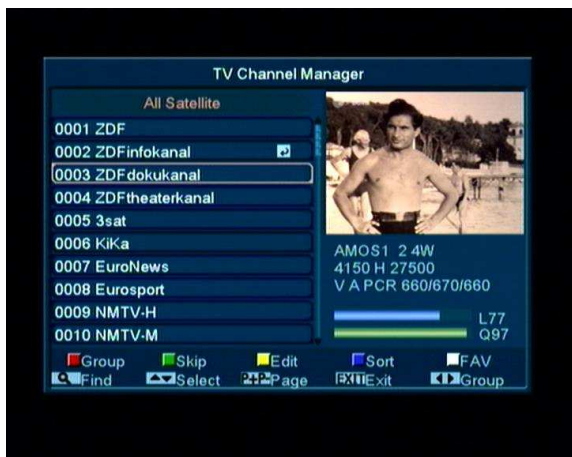 TV Channel Manager
All Satellite
0001 ZDF
0002 ZDFinfokanal
0003 ZDFdokukanal
0004 ZDFtheaterkanal
0005 3sat
0006 KiKa
0007 EuroNews
0008 Eurosport
0009 NMTV-H
0010 NMTV-M
AMOS1 2 4W
4150 H 27500
V A PCR 660/670/660
L77
Q97
Group Skip Edit Sort FAV
Find Select P+P- Page EXIT Exit Group